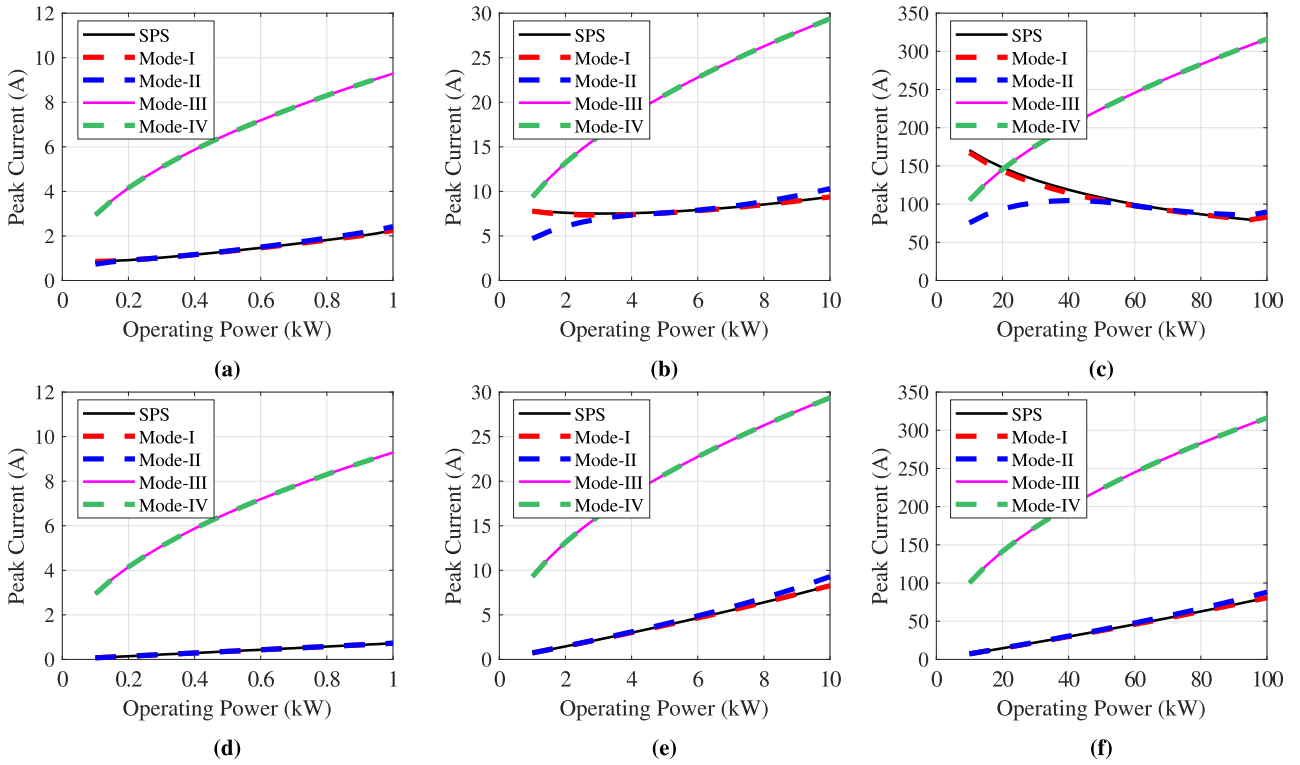 12
10
8
6
4
2
0
Peak Current (A)
SPS
Mode-I
Mode-II
Mode-III
Mode-IV
0 0.2 0.4 0.6 0.8 1
Operating Power (kW)
(a)
30
25
20
15
10
5
0
Peak Current (A)
SPS
Mode-I
Mode-II
Mode-III
Mode-IV
0 2 4 6 8 10
Operating Power (kW)
(b)
350
300
250
200
150
100
50
0
Peak Current (A)
SPS
Mode-I
Mode-II
Mode-III
Mode-IV
0 20 40 60 80 100
Operating Power (kW)
(c)
12
10
8
6
4
2
0
Peak Current (A)
SPS
Mode-I
Mode-II
Mode-III
Mode-IV
0 0.2 0.4 0.6 0.8 1
Operating Power (kW)
(d)
30
25
20
15
10
5
0
Peak Current (A)
SPS
Mode-I
Mode-II
Mode-III
Mode-IV
0 2 4 6 8 10
Operating Power (kW)
(e)
350
300
250
200
150
100
50
0
Peak Current (A)
SPS
Mode-I
Mode-II
Mode-III
Mode-IV
0 20 40 60 80 100
Operating Power (kW)
(f)